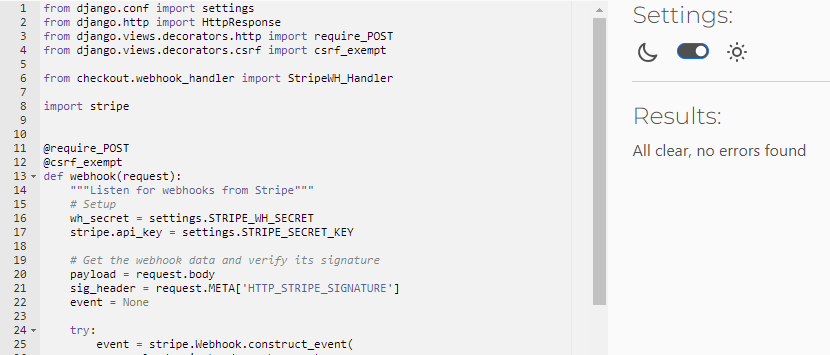 1 from django.conf import settings
2 from django.http import HttpResponse
3 from django.views.decorators.http import require_POST
4 from django.views.decorators.csrf import csrf_exempt
5
6 from checkout.webhook_handler import StripeWH_Handler
7
8 import stripe
9
10
11 @require_POST
12 @csrf_exempt
13 def webhook(request):
14     """Listen for webhooks from Stripe"""
15     # Setup
16     wh_secret = settings.STRIPE_WH_SECRET
17     stripe.api_key = settings.STRIPE_SECRET_KEY
18
19     # Get the webhook data and verify its signature
20     payload = request.body
21     sig_header = request.META['HTTP_STRIPE_SIGNATURE']
22     event = None
23
24     try:
25         event = stripe.Webhook.construct_event(
Settings:
Results:
All clear, no errors found